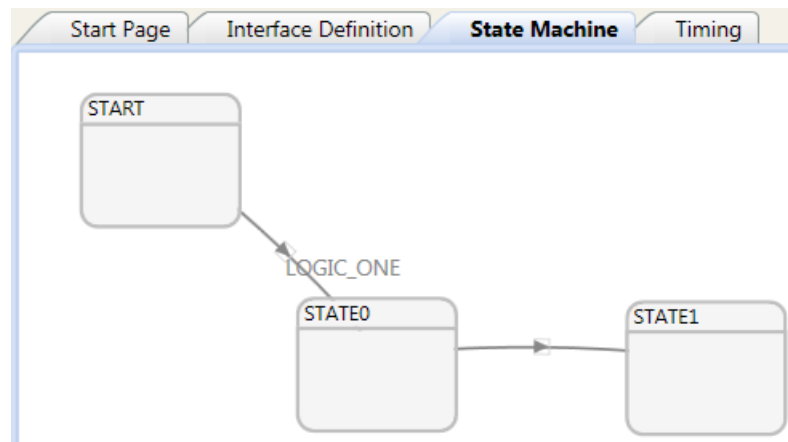 Start Page Interface Definition State Machine Timing
START
LOGIC_ONE
STATE0
STATE1